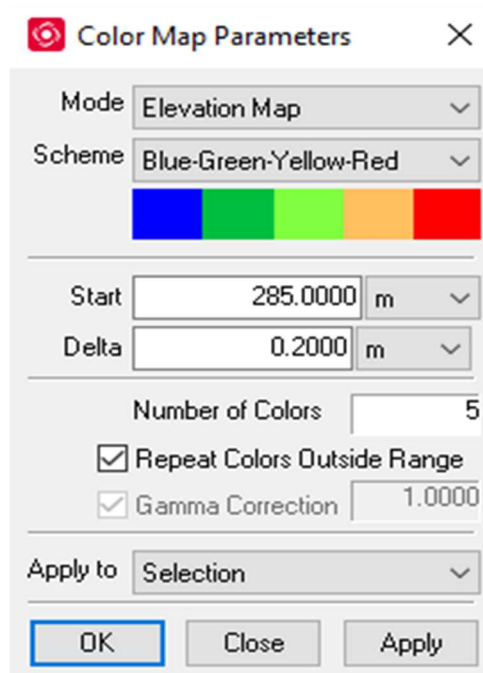 Color Map Parameters
Mode Elevation Map
Scheme Blue-Green-Yellow-Red
Start 285.0000 m
Delta 0.2000 m
Number of Colors 5
Repeat Colors Outside Range
Gamma Correction 1.0000
Apply to Selection
OK Close Apply